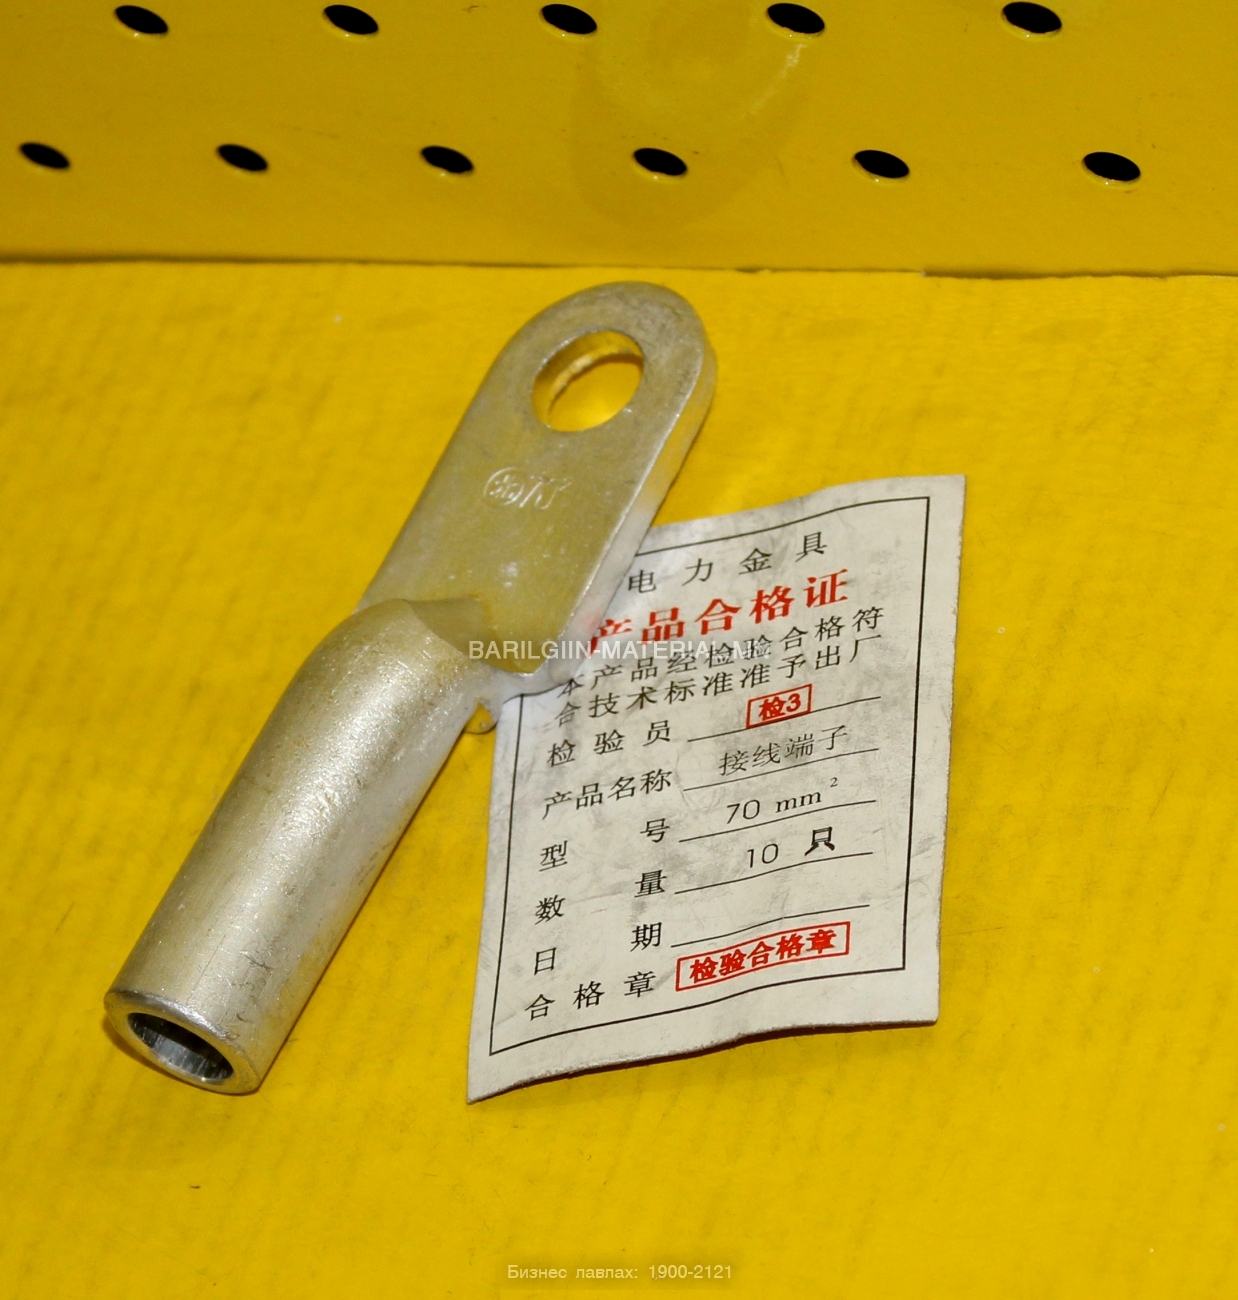 电力金具
产品合格证
本产品经检验合格符
合技术标准准予出厂
检验员 检3
产品名称 接线端子
型号 70 mm²
数量 10 只
日期
合格章 检验合格章
BARILGIIN-MATERIAL.M
Бизнес лавлах: 1900-2121